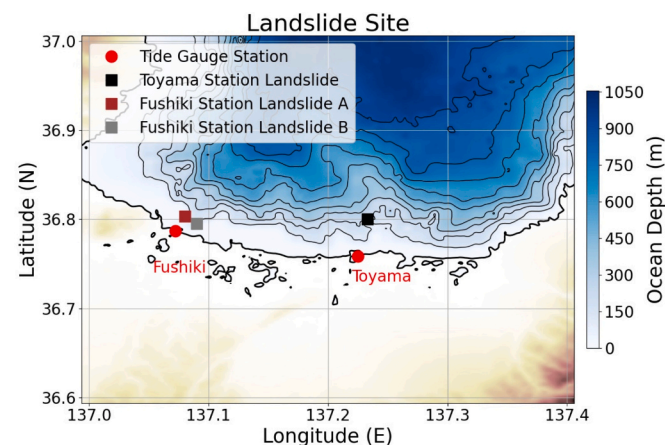 Landslide Site
Tide Gauge Station
Toyama Station Landslide
Fushiki Station Landslide A
Fushiki Station Landslide B
37.0
36.9
36.8
36.7
36.6
Latitude (N)
Fushiki
Toyama
137.0 137.1 137.2 137.3 137.4
Longitude (E)
1050
900
750
600
450
300
150
0
Ocean Depth (m)